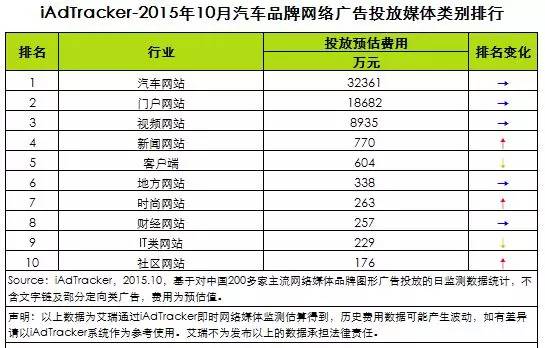 iAdTracker-2015年10月汽车品牌网络广告投放媒体类别排行
排名 行业 投放预估费用 排名变化
万元
1 汽车网站 32361 →
2 门户网站 18682 →
3 视频网站 8935 →
4 新闻网站 770 ↑
5 客户端 604 ↓
6 地方网站 338 →
7 时尚网站 263 ↑
8 财经网站 257 →
9 IT类网站 229 ↓
10 社区网站 176 ↑
Source: iAdTracker, 2015.10, 基于对中国200多家主流网络媒体品牌图形广告投放的日监测数据统计, 不
含文字链及部分定向类广告, 费用为预估值。
声明: 以上数据为艾瑞通过iAdTracker即时网络媒体监测估算得到, 历史费用数据可能产生波动, 如有差异
请以iAdTracker系统作为参考使用。艾瑞不为发布以上的数据承担法律责任。